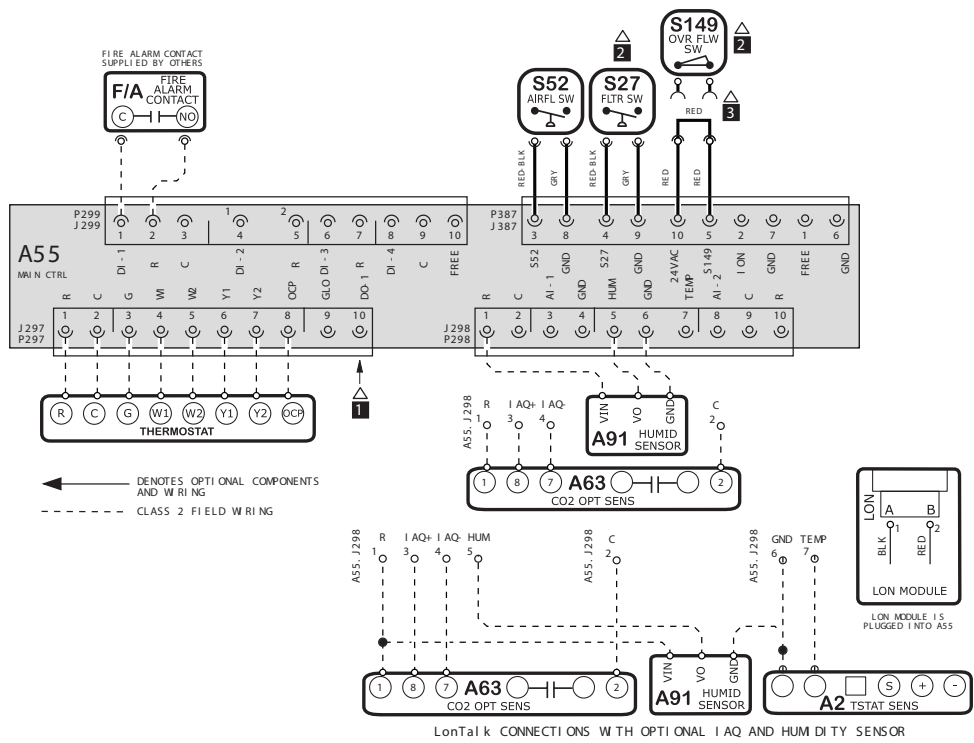 FIRE ALARM CONTACT
SUPPLIED BY OTHERS
F/A FIRE ALARM CONTACT
C NO
S149
OVR FLW
SW
2
2
S52
AIRFL SW
S27
FLTR SW
3
RED
RED-BLK GRY RED-BLK GRY RED RED
P299
J299
1 2 3 1 4 2 5 6 7 8 9 10
DI-1 R C DI-2 R DI-3 R DI-4 C FREE
P387
J387
3 8 4 9 10 5 2 7 1 6
S52 GND S27 GND 24VAC S149 ION GND FREE GND
A55
MAIN CTRL
R C G W1 W2 Y1 Y2 OCP GLO DO-1
1 2 3 4 5 6 7 8 9 10
J297
P297
R C AI-1 GND HUM GND TEMP AI-2 C R
1 2 3 4 5 6 7 8 9 10
J298
P298
1
R C G W1 W2 Y1 Y2 OCP
THERMOSTAT
DENOTES OPTIONAL COMPONENTS
AND WIRING
CLASS 2 FIELD WIRING
A55. J298
R IAQ+ IAQ- C
1 3 4 2
VIN VO GND
A91 HUMID
SENSOR
1 8 7 A63 2
CO2 OPT SENS
LON
A B
1 2
BLK RED
LON MODULE
LON MODULE IS
PLUGGED INTO A55
A55. J298
R IAQ+ IAQ- HUM
1 3 4 5
A55. J298
C
2
A55. J298
GND TEMP
6 7
1 8 7 A63 2
CO2 OPT SENS
VIN VO GND
A91 HUMID
SENSOR
S + -
A2 TSTAT SENS
LonTalk CONNECTIONS WITH OPTIONAL IAQ AND HUMIDITY SENSOR